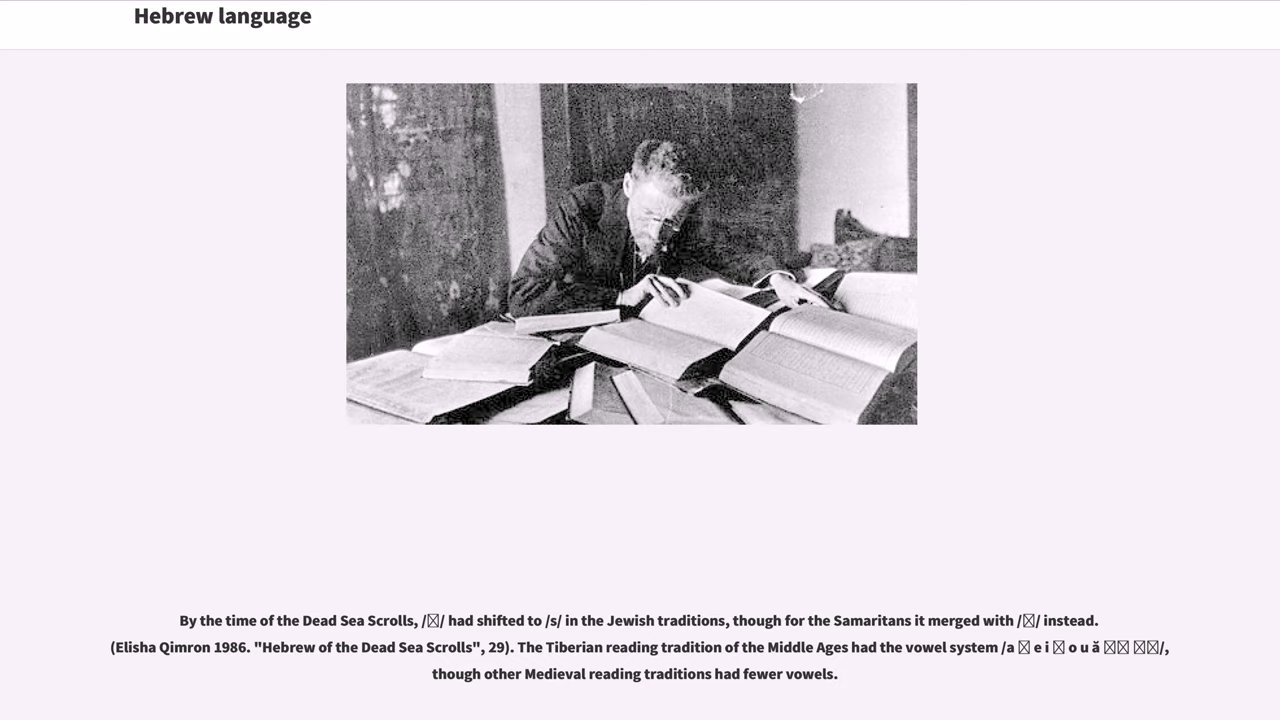 Hebrew language
By the time of the Dead Sea Scrolls, /▯/ had shifted to /s/ in the Jewish traditions, though for the Samaritans it merged with /▯/ instead.
(Elisha Qimron 1986. "Hebrew of the Dead Sea Scrolls", 29). The Tiberian reading tradition of the Middle Ages had the vowel system /a ▯ e i ▯ o u ă ▯▯ ▯▯/,
though other Medieval reading traditions had fewer vowels.